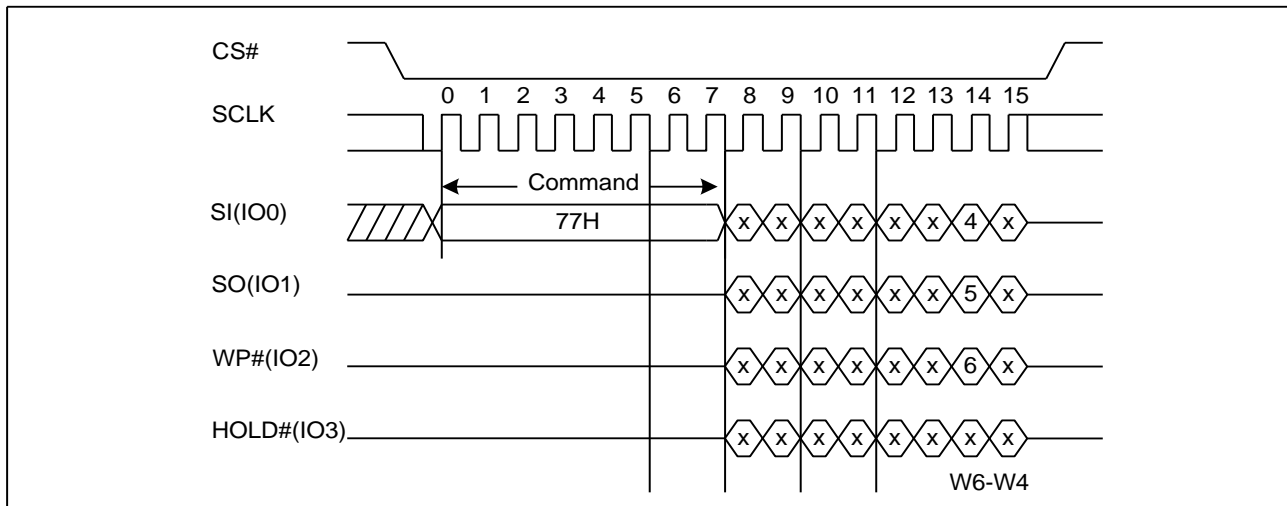 CS#
0 1 2 3 4 5 6 7 8 9 10 11 12 13 14 15
SCLK
Command
SI(IO0) 77H x x x x x x 4 x
SO(IO1) x x x x x x 5 x
WP#(IO2) x x x x x x 6 x
HOLD#(IO3) x x x x x x x x
W6-W4